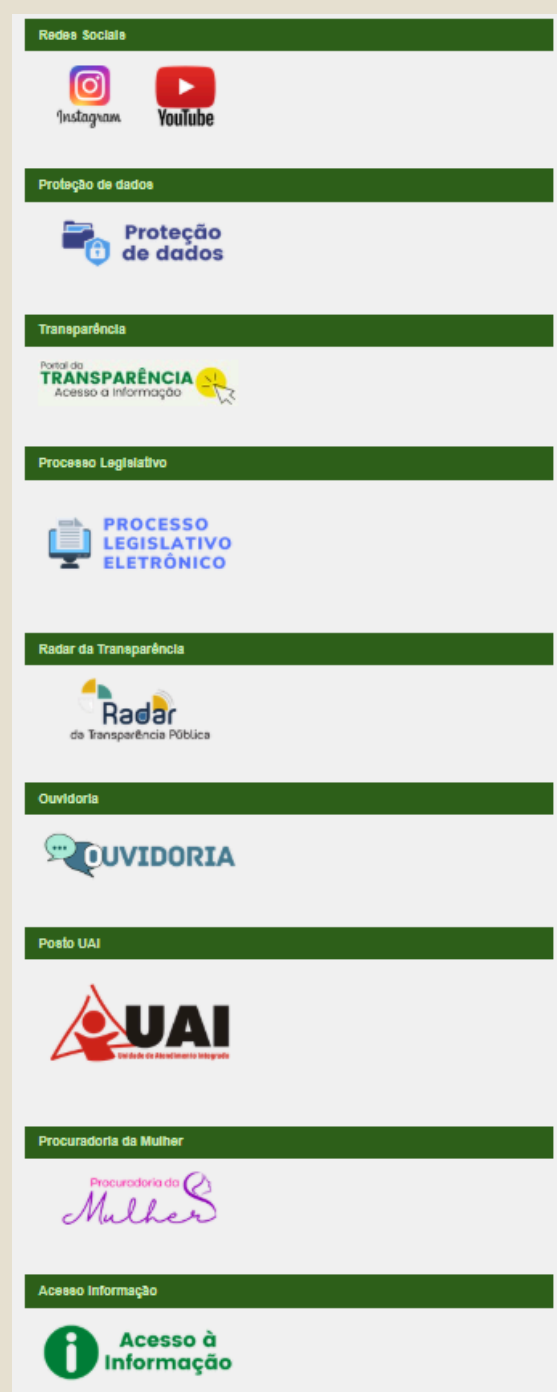 Redes Sociais
Instagram
YouTube
Proteção de dados
Proteção
de dados
Transparência
Portal da
TRANSPARÊNCIA
Acesso a Informação
Processo Legislativo
PROCESSO
LEGISLATIVO
ELETRÔNICO
Radar da Transparência
Radar
da Transparência Pública
Ouvidoria
OUVIDORIA
Posto UAI
UAI
Unidade de Atendimento Integrado
Procuradoria da Mulher
Procuradoria da
Mulher
Acesso Informação
Acesso à
Informação